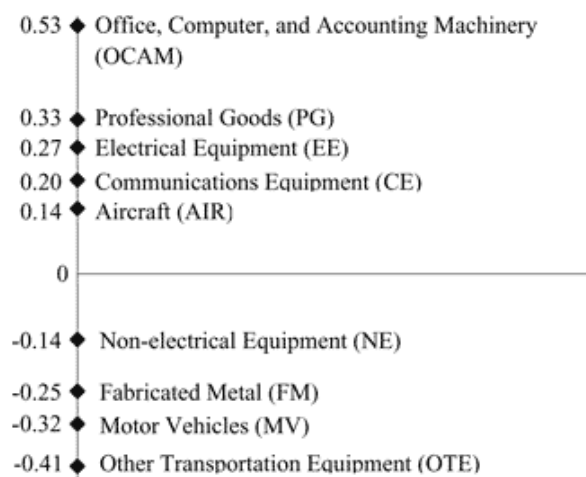 0.53 Office, Computer, and Accounting Machinery
(OCAM)
0.33 Professional Goods (PG)
0.27 Electrical Equipment (EE)
0.20 Communications Equipment (CE)
0.14 Aircraft (AIR)
0
-0.14 Non-electrical Equipment (NE)
-0.25 Fabricated Metal (FM)
-0.32 Motor Vehicles (MV)
-0.41 Other Transportation Equipment (OTE)